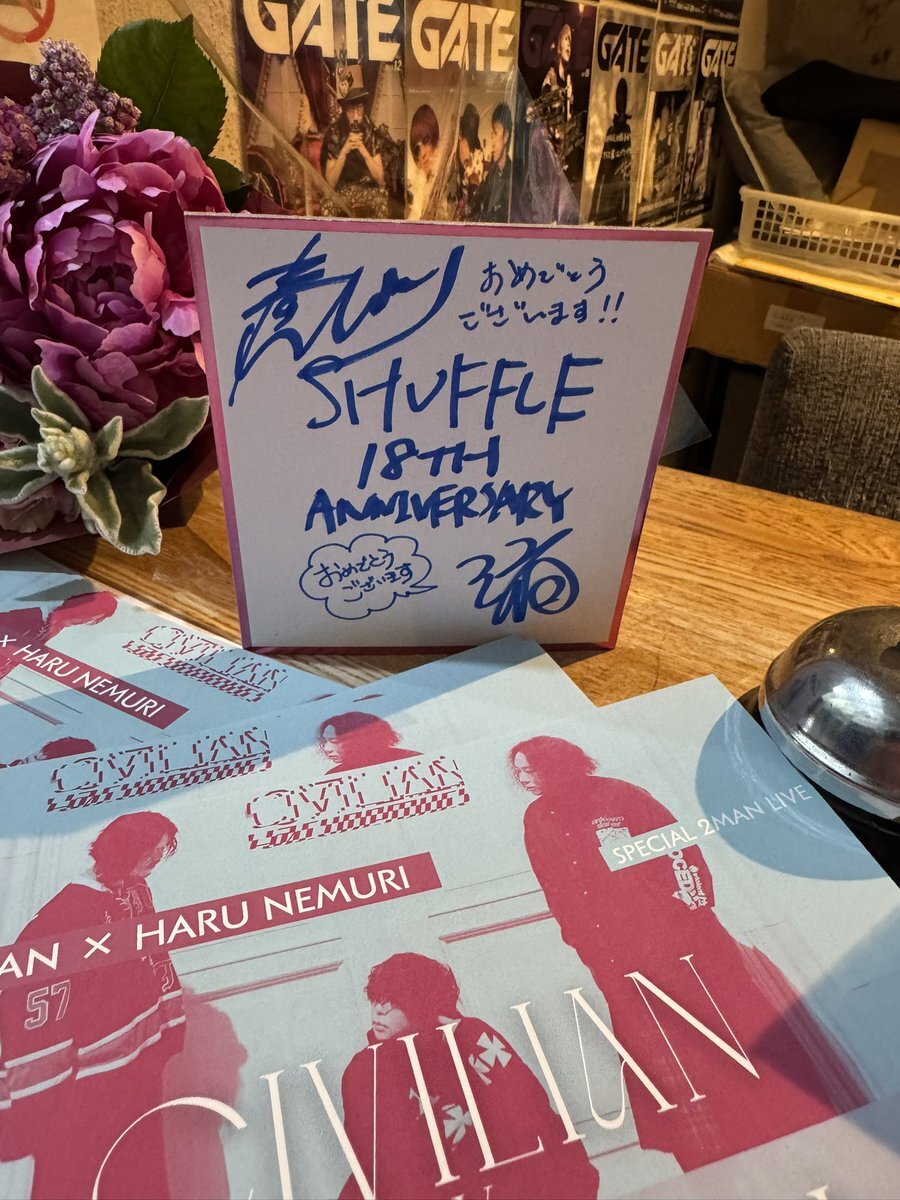 GATE
GATE
GATE
GATE
GATE
おめでとう
ございます!!
SHUFFLE
18TH
ANNIVERSARY
おめでとう
ございます
× HARU NEMURI
CIVILIAN
CIVILIAN
CIVILIAN
SPECIAL 2MAN LIVE
AN × HARU NEMURI
57
CIVILIAN